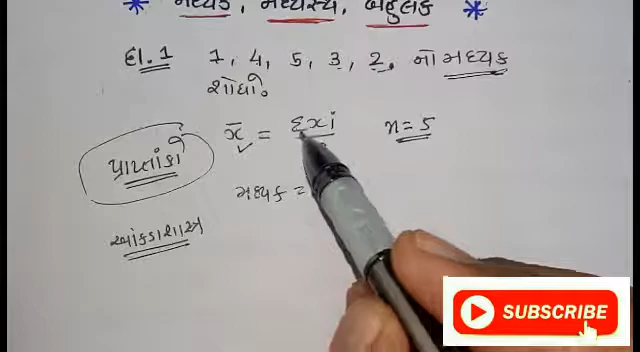 * મધ્યક, મધ્યસ્થ, બહુલક *
દા.1 7, 4, 5, 3, 2, નો મધ્યક
શોધો.
x̄ = Σxi n = 5
પ્રાપ્તાંકો
મધ્યક =
આંકડાશાસ્ત્ર
SUBSCRIBE